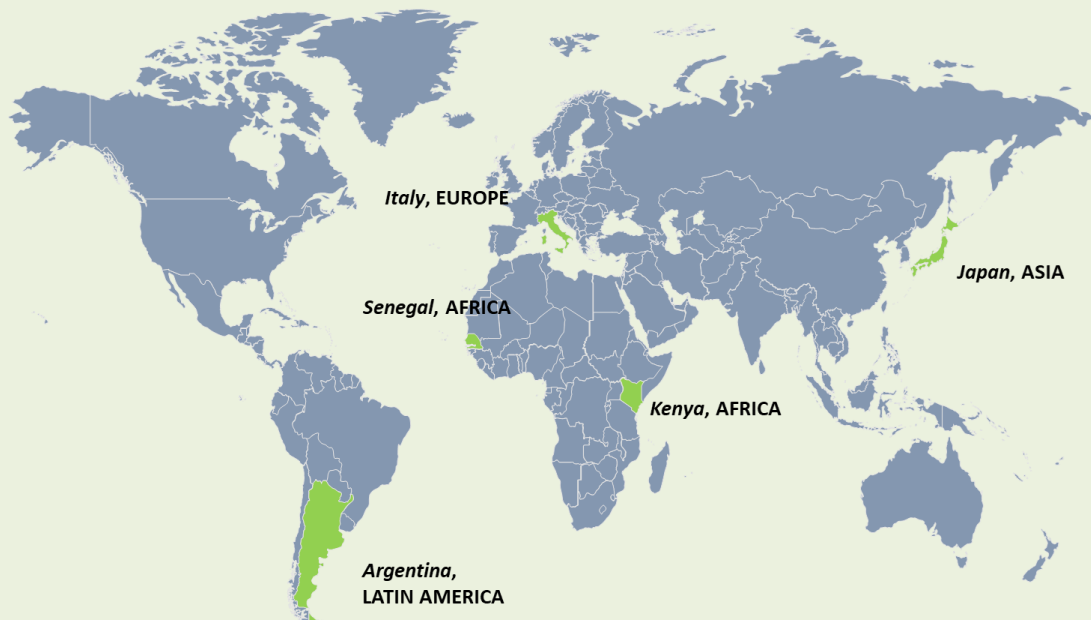 Italy, EUROPE
Japan, ASIA
Senegal, AFRICA
Kenya, AFRICA
Argentina,
LATIN AMERICA